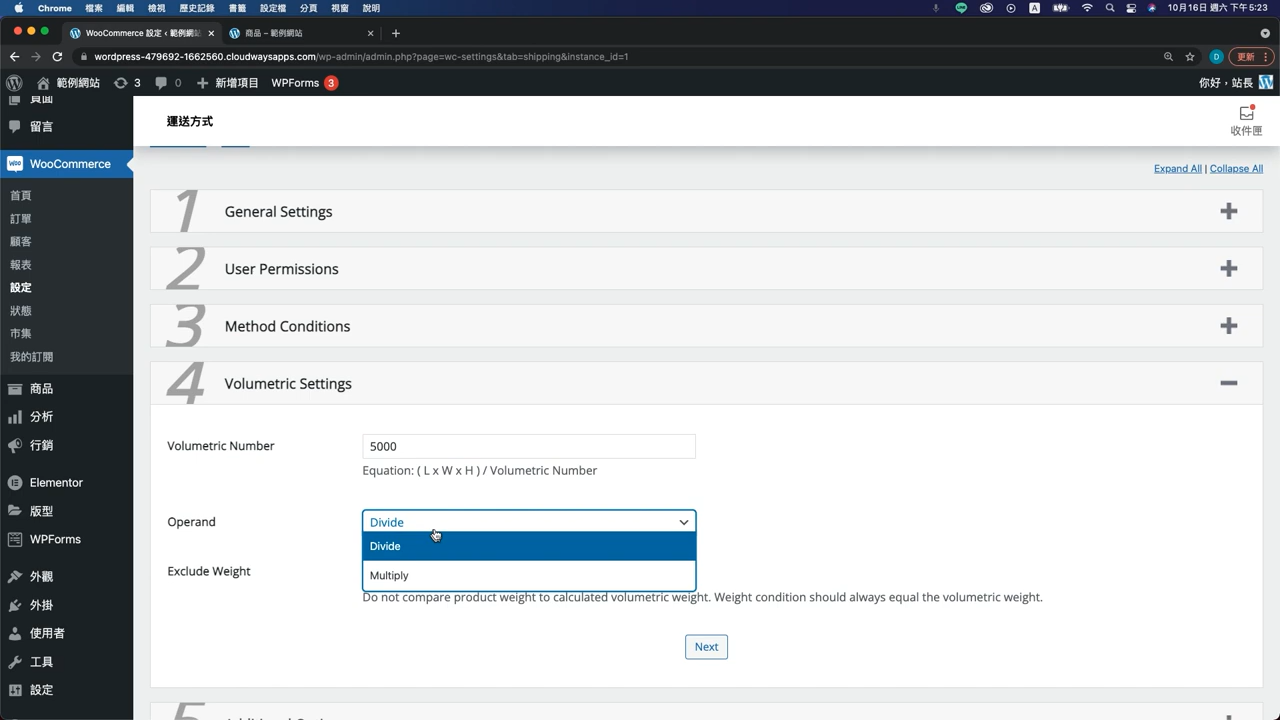 Chrome 檔案 編輯 檢視 歷史記錄 書籤 設定檔 分頁 視窗 說明 10月16日 週六 下午5:23
WooCommerce 設定 ‹ 範例網站 商品 – 範例網站
wordpress-479692-1662560.cloudwaysapps.com/wp-admin/admin.php?page=wc-settings&tab=shipping&instance_id=1 D 更新
範例網站 3 0 新增項目 WPForms 3 你好，站長
頁面
留言
WooCommerce
首頁
訂單
顧客
報表
設定
狀態
市集
我的訂閱
商品
分析
行銷
Elementor
版型
WPForms
外觀
外掛
使用者
工具
設定
運送方式
收件匣
Expand All | Collapse All
1 General Settings
2 User Permissions
3 Method Conditions
4 Volumetric Settings
Volumetric Number 5000
Equation: ( L x W x H ) / Volumetric Number
Operand Divide
Divide
Multiply
Exclude Weight
Do not compare product weight to calculated volumetric weight. Weight condition should always equal the volumetric weight.
Next
5